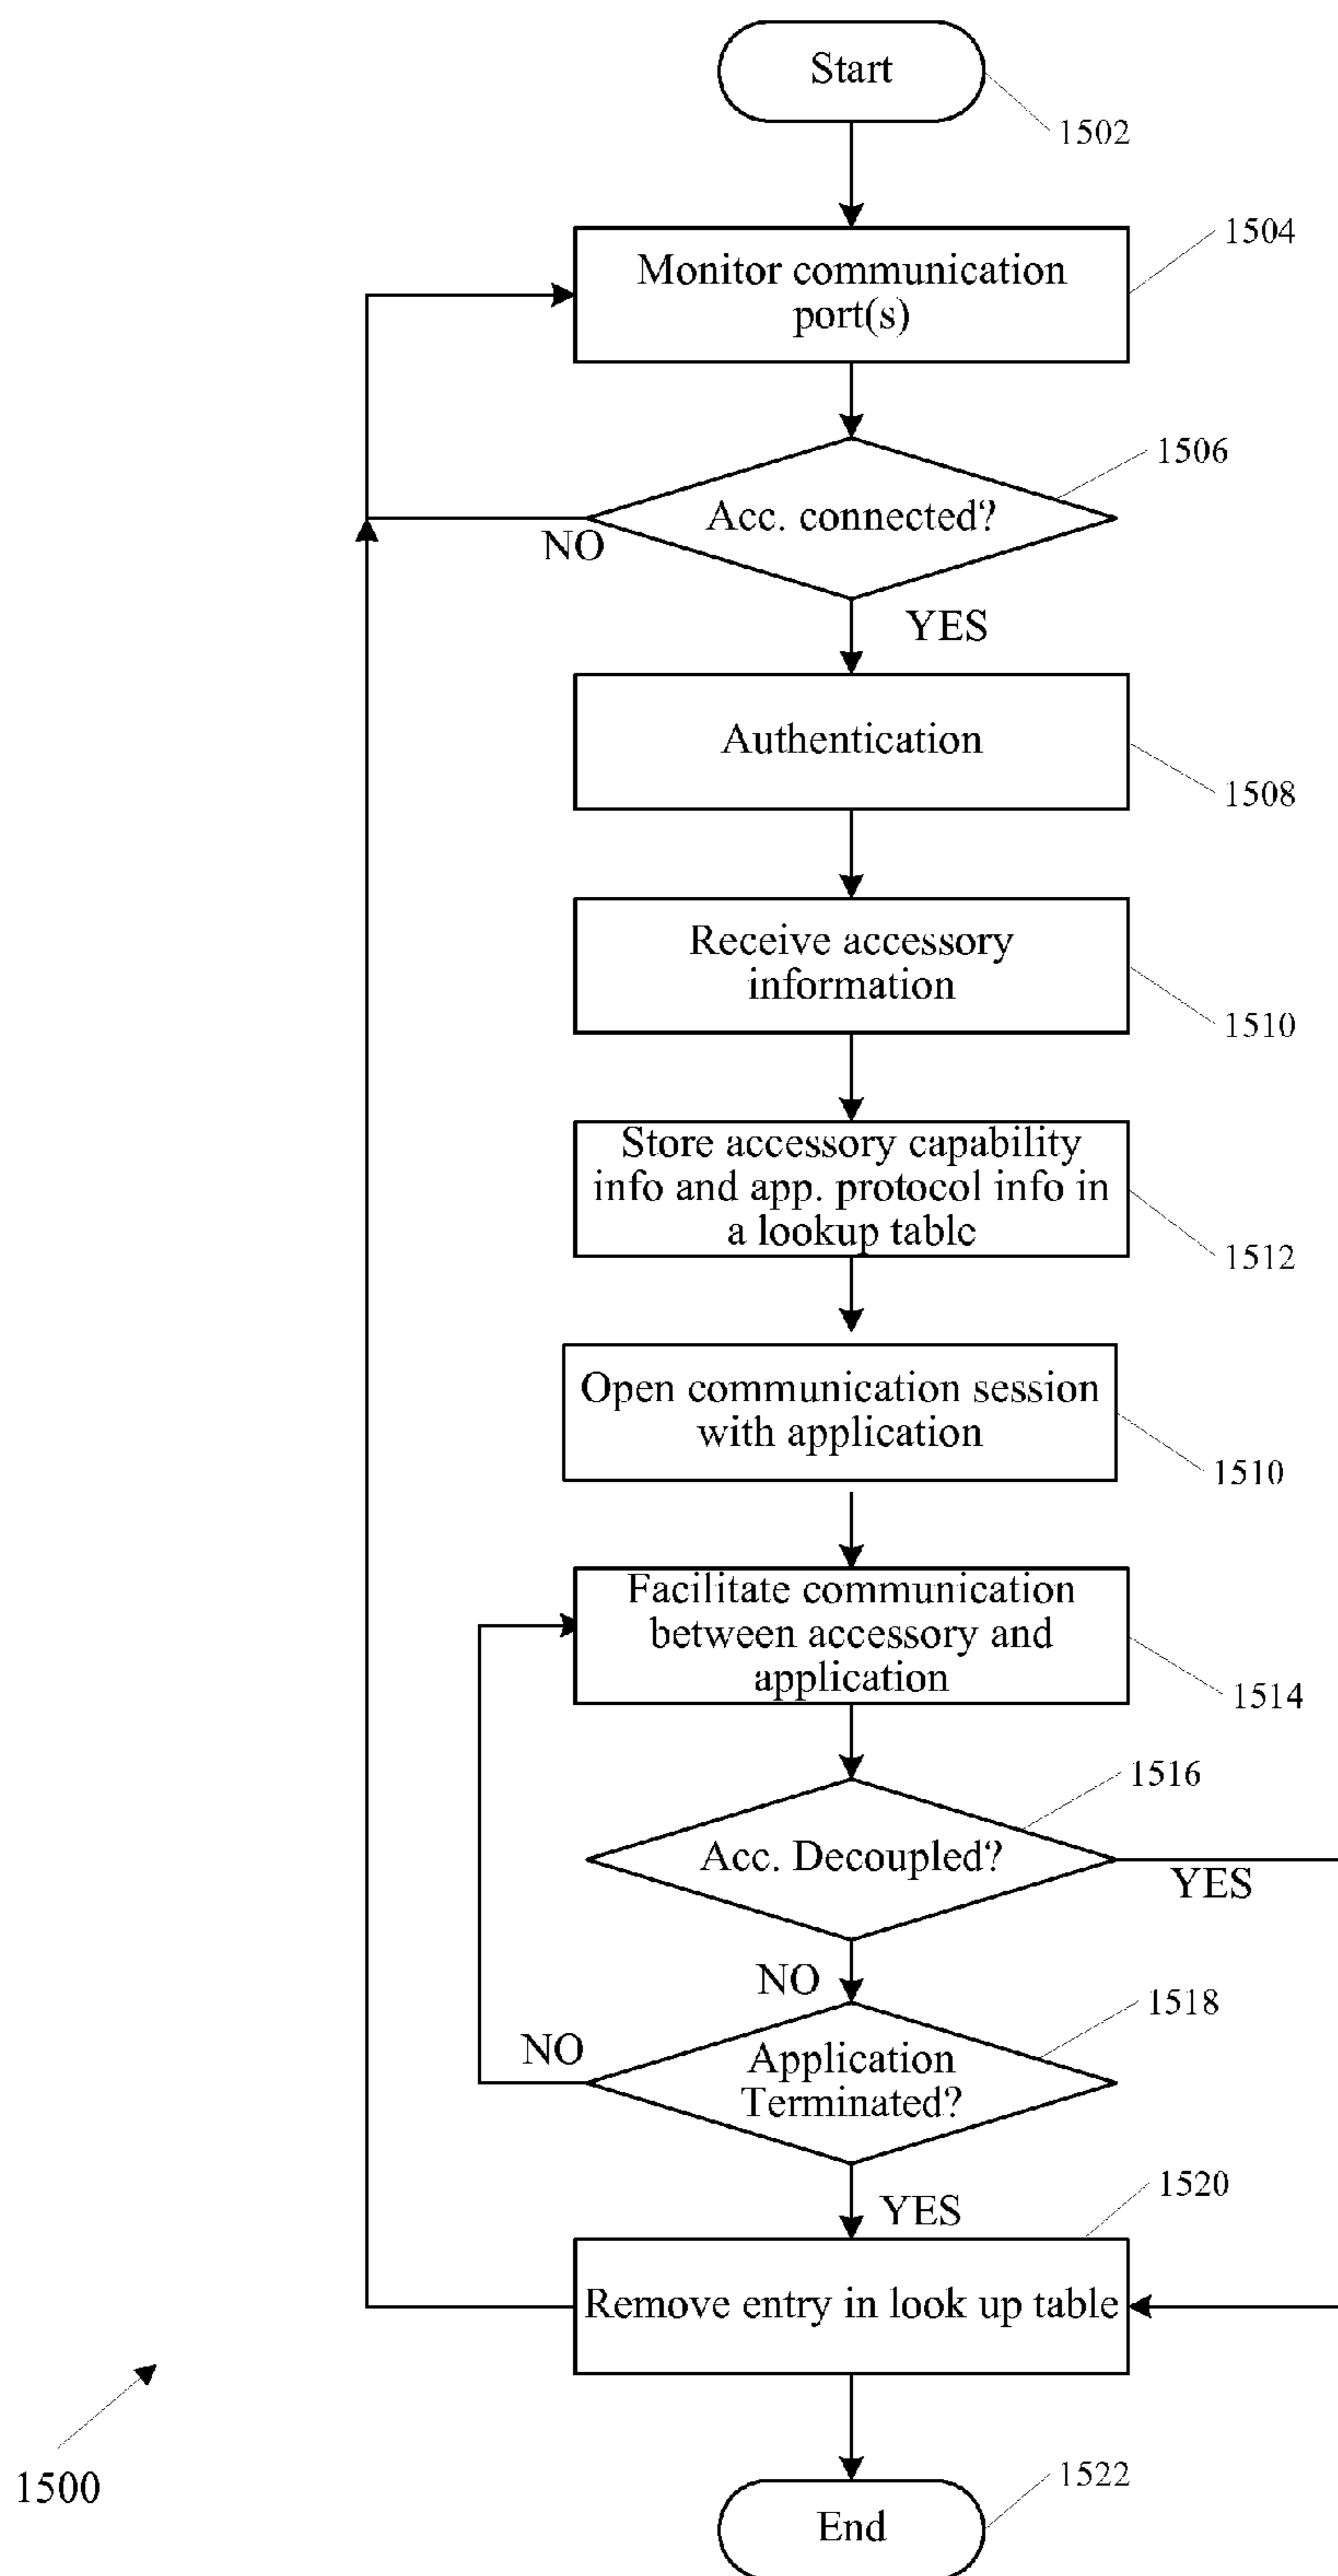 Start
1502
1504
Monitor communication
port(s)
1506
Acc. connected?
NO
YES
Authentication
1508
Receive accessory
information
1510
Store accessory capability
info and app. protocol info in
a lookup table
1512
Open communication session
with application
1510
Facilitate communication
between accessory and
application
1514
1516
Acc. Decoupled?
YES
NO
1518
NO
Application
Terminated?
1520
YES
Remove entry in look up table
1500
1522
End